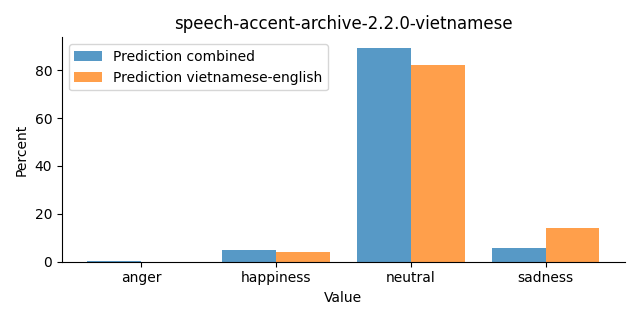 speech-accent-archive-2.2.0-vietnamese
Prediction combined
Prediction vietnamese-english
Percent
80
60
40
20
0
anger happiness neutral sadness
Value